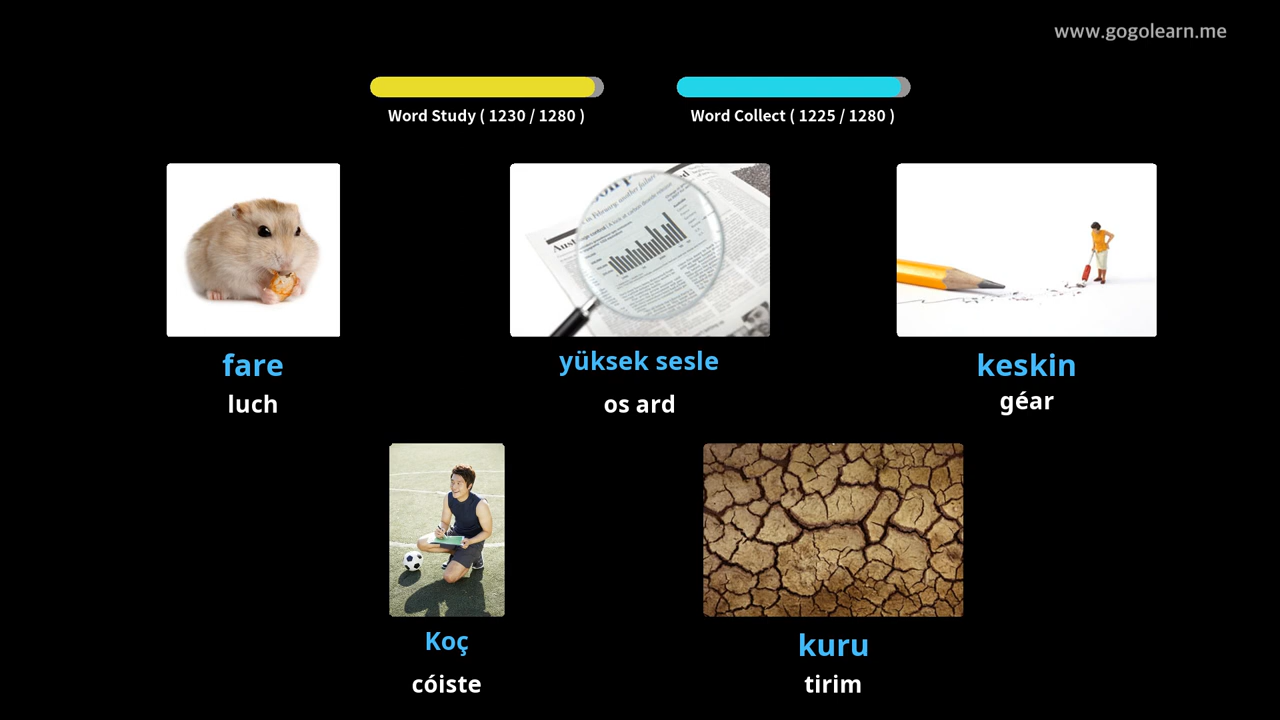 www.gogolearn.me
Word Study ( 1230 / 1280 )
Word Collect ( 1225 / 1280 )
fare
luch
yüksek sesle
os ard
keskin
géar
Koç
cóiste
kuru
tirim